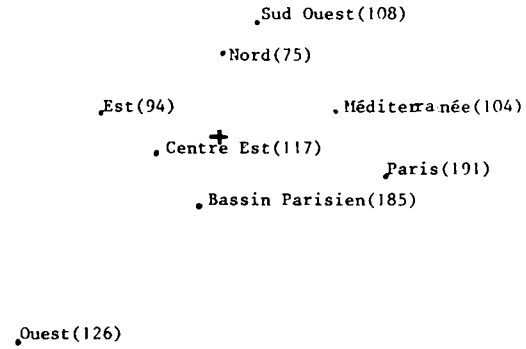 Sud Ouest(108)
Nord(75)
Est(94)
Méditerranée(104)
Centre Est(117)
Paris(191)
Bassin Parisien(185)
Ouest(126)